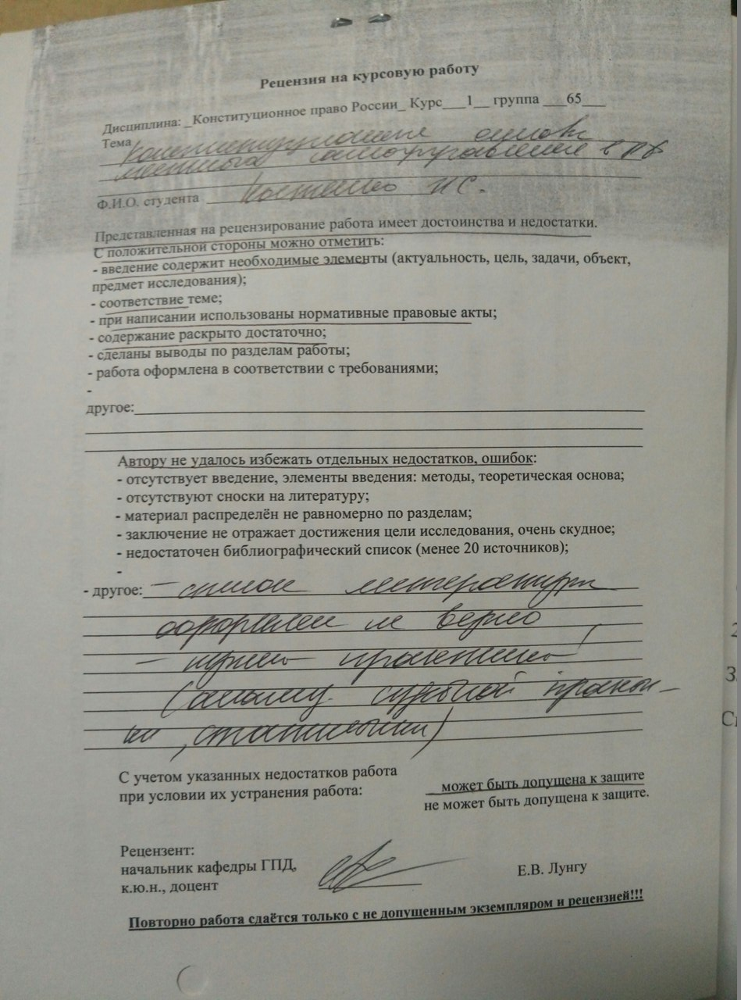 Рецензия на курсовую работу
Дисциплина: _Конституционное право России_ Курс___1__ группа ___65___
Тема Конституционные основы
местного самоуправления в РФ
Ф.И.О. студента
Представленная на рецензирование работа имеет достоинства и недостатки.
С положительной стороны можно отметить:
- введение содержит необходимые элементы (актуальность, цель, задачи, объект,
предмет исследования);
- соответствие теме;
- при написании использованы нормативные правовые акты;
- содержание раскрыто достаточно;
- сделаны выводы по разделам работы;
- работа оформлена в соответствии с требованиями;
-
другое:
Автору не удалось избежать отдельных недостатков, ошибок:
- отсутствует введение, элементы введения: методы, теоретическая основа;
- отсутствуют сноски на литературу;
- материал распределён не равномерно по разделам;
- заключение не отражает достижения цели исследования, очень скудное;
- недостаточен библиографический список (менее 20 источников);
-
- другое: – список литературы
оформлен не верно
– нужно
(анализ судебной практи-
ки, статистики)
С учетом указанных недостатков работа
при условии их устранения работа:
может быть допущена к защите
не может быть допущена к защите.
Рецензент:
начальник кафедры ГПД,
к.ю.н., доцент
Е.В. Лунгу
Повторно работа сдаётся только с не допущенным экземпляром и рецензией!!!
2
3.